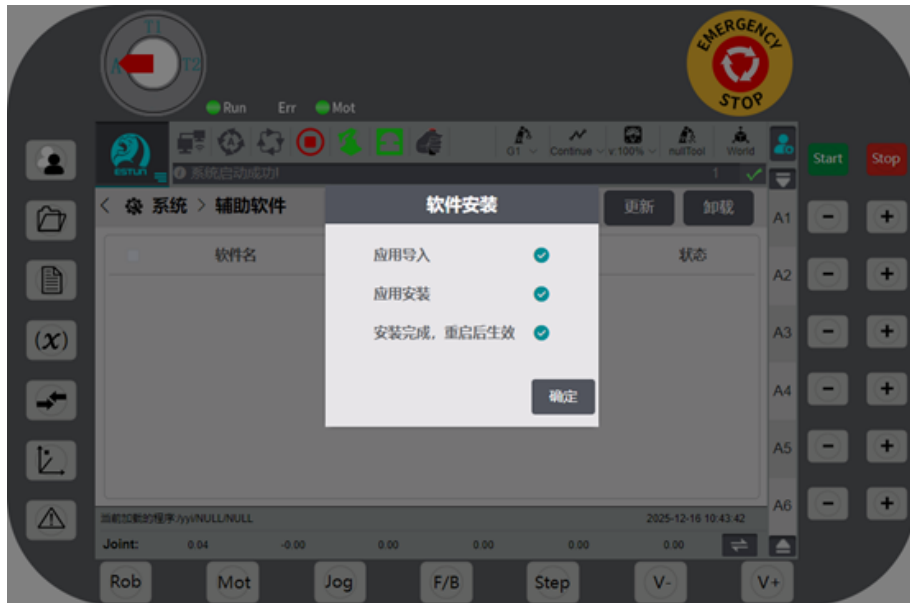 T1
A T2
EMERGENCY
STOP
Run Err Mot
ESTUN
G1 Continue v:100% nullTool World
系统启动成功! 1
Start Stop
系统 > 辅助软件
软件安装
更新 卸载
软件名 状态
应用导入
应用安装
安装完成，重启后生效
确定
A1 - +
A2 - +
A3 - +
A4 - +
A5 - +
A6 - +
(x)
当前加载的程序:/yyi/NULL/NULL 2025-12-16 10:43:42
Joint: 0.04 -0.00 0.00 0.00 0.00 0.00
Rob Mot Jog F/B Step V- V+